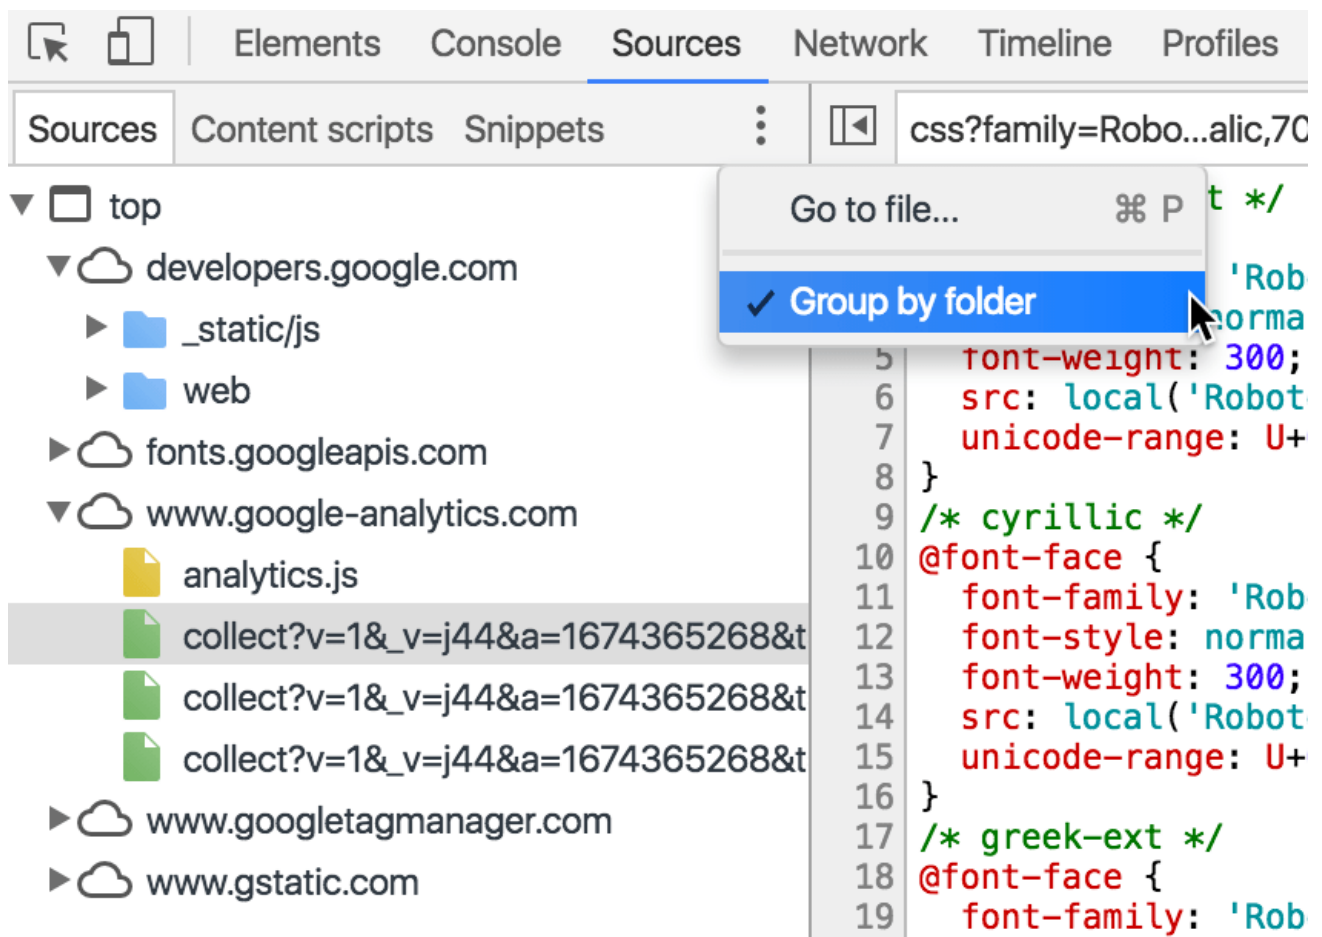 Elements Console Sources Network Timeline Profiles
Sources Content scripts Snippets
css?family=Robo...alic,70
top
developers.google.com
_static/js
web
fonts.googleapis.com
www.google-analytics.com
analytics.js
collect?v=1&_v=j44&a=1674365268&t
collect?v=1&_v=j44&a=1674365268&t
collect?v=1&_v=j44&a=1674365268&t
www.googletagmanager.com
www.gstatic.com
Go to file... ⌘ P
✓ Group by folder
t */
'Rob
norma
5 font-weight: 300;
6 src: local('Robot
7 unicode-range: U+
8 }
9 /* cyrillic */
10 @font-face {
11 font-family: 'Rob
12 font-style: norma
13 font-weight: 300;
14 src: local('Robot
15 unicode-range: U+
16 }
17 /* greek-ext */
18 @font-face {
19 font-family: 'Rob